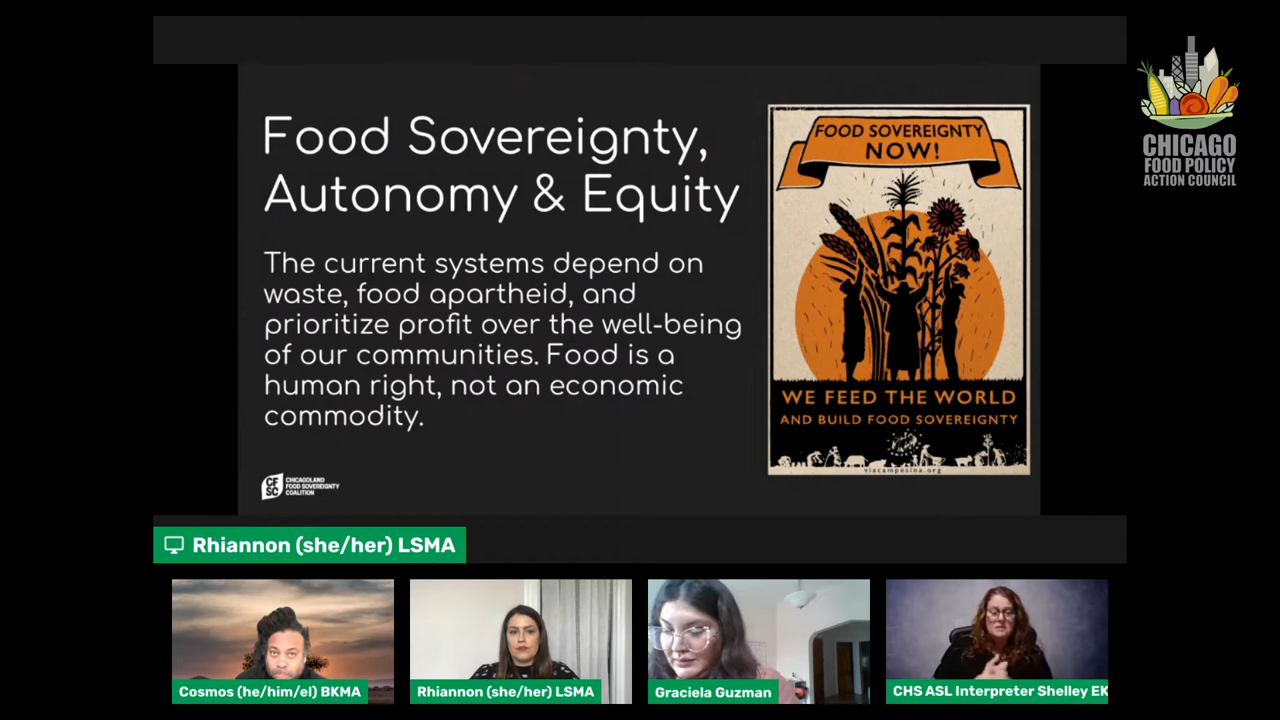 Food Sovereignty,
Autonomy & Equity
The current systems depend on
waste, food apartheid, and
prioritize profit over the well-being
of our communities. Food is a
human right, not an economic
commodity.
CF
SC
CHICAGOLAND
FOOD SOVEREIGNTY
COALITION
FOOD SOVEREIGNTY
NOW!
WE FEED THE WORLD
AND BUILD FOOD SOVEREIGNTY
viacampesina.org
CHICAGO
FOOD POLICY
ACTION COUNCIL
Rhiannon (she/her) LSMA
Cosmos (he/him/el) BKMA
Rhiannon (she/her) LSMA
Graciela Guzman
CHS ASL Interpreter Shelley EK